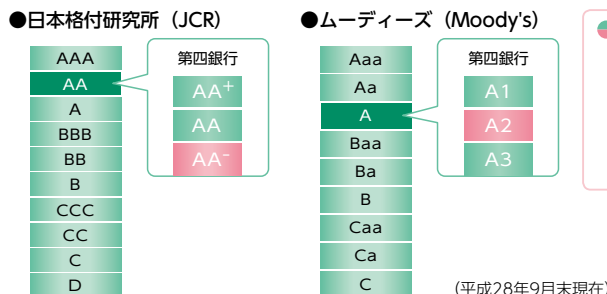 ●日本格付研究所（JCR）
AAA
AA
A
BBB
BB
B
CCC
CC
C
D
第四銀行
AA+
AA
AA-
●ムーディーズ（Moody's）
Aaa
Aa
A
Baa
Ba
B
Caa
Ca
C
第四銀行
A1
A2
A3
（平成28年9月末現在）